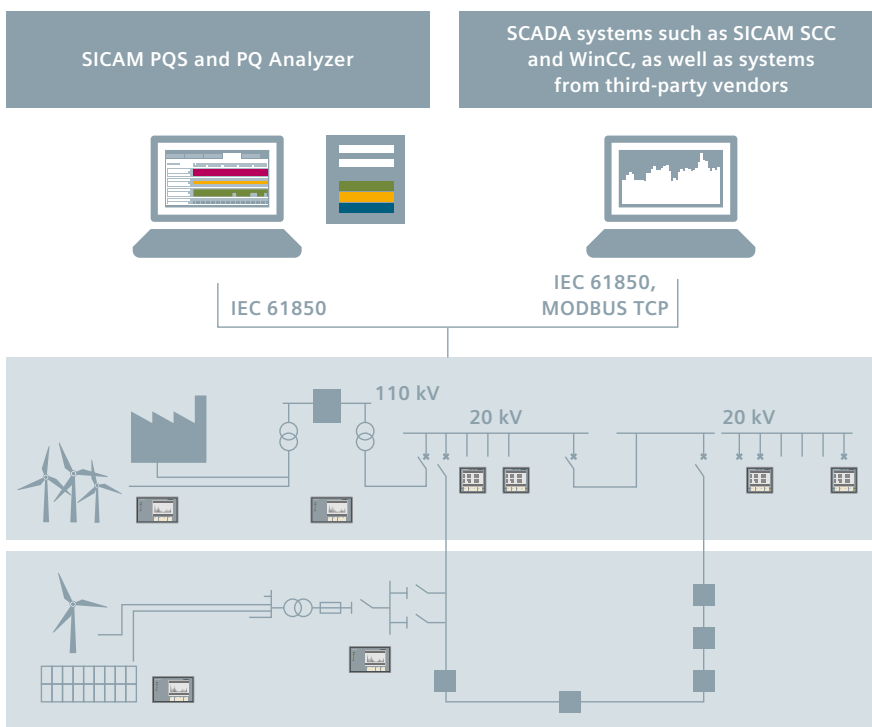 SICAM PQS and PQ Analyzer
SCADA systems such as SICAM SCC
and WinCC, as well as systems
from third-party vendors
IEC 61850
IEC 61850,
MODBUS TCP
110 kV
20 kV
20 kV